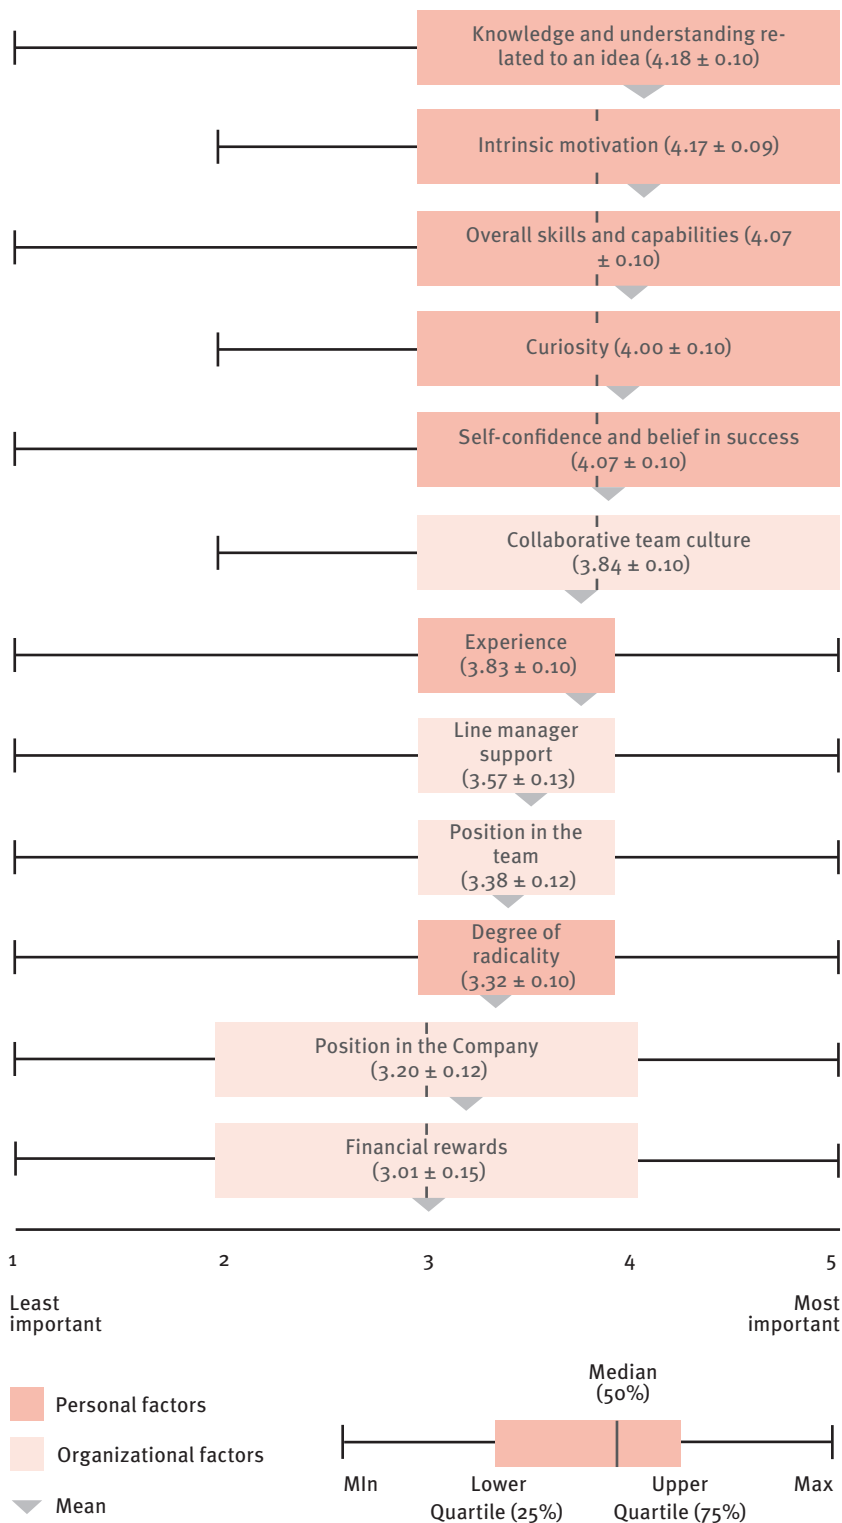 Knowledge and understanding re-
lated to an idea (4.18 ± 0.10)
Intrinsic motivation (4.17 ± 0.09)
Overall skills and capabilities (4.07
± 0.10)
Curiosity (4.00 ± 0.10)
Self-confidence and belief in success
(4.07 ± 0.10)
Collaborative team culture
(3.84 ± 0.10)
Experience
(3.83 ± 0.10)
Line manager
support
(3.57 ± 0.13)
Position in the
team
(3.38 ± 0.12)
Degree of
radicality
(3.32 ± 0.10)
Position in the Company
(3.20 ± 0.12)
Financial rewards
(3.01 ± 0.15)
1 2 3 4 5
Least
important
Most
important
Personal factors
Organizational factors
Mean
Median
(50%)
MIn
Lower
Quartile (25%)
Upper
Quartile (75%)
Max